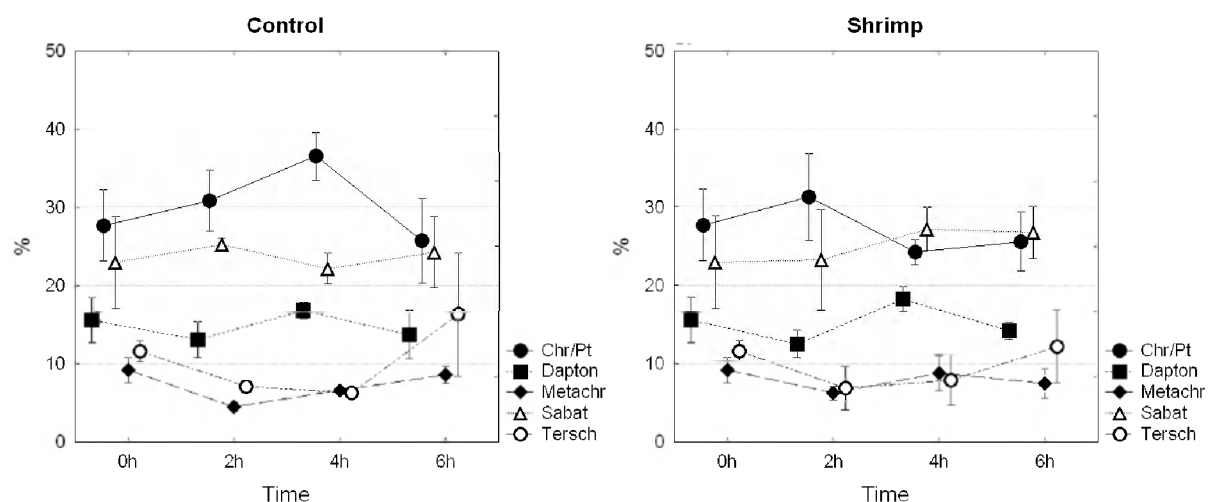 Control
50
40
30
20
10
0
%
0h 2h 4h 6h
Time
Chr/Pt
Dapton
Metachr
Sabat
Tersch
Shrimp
50
40
30
20
10
0
%
0h 2h 4h 6h
Time
Chr/Pt
Dapton
Metachr
Sabat
Tersch